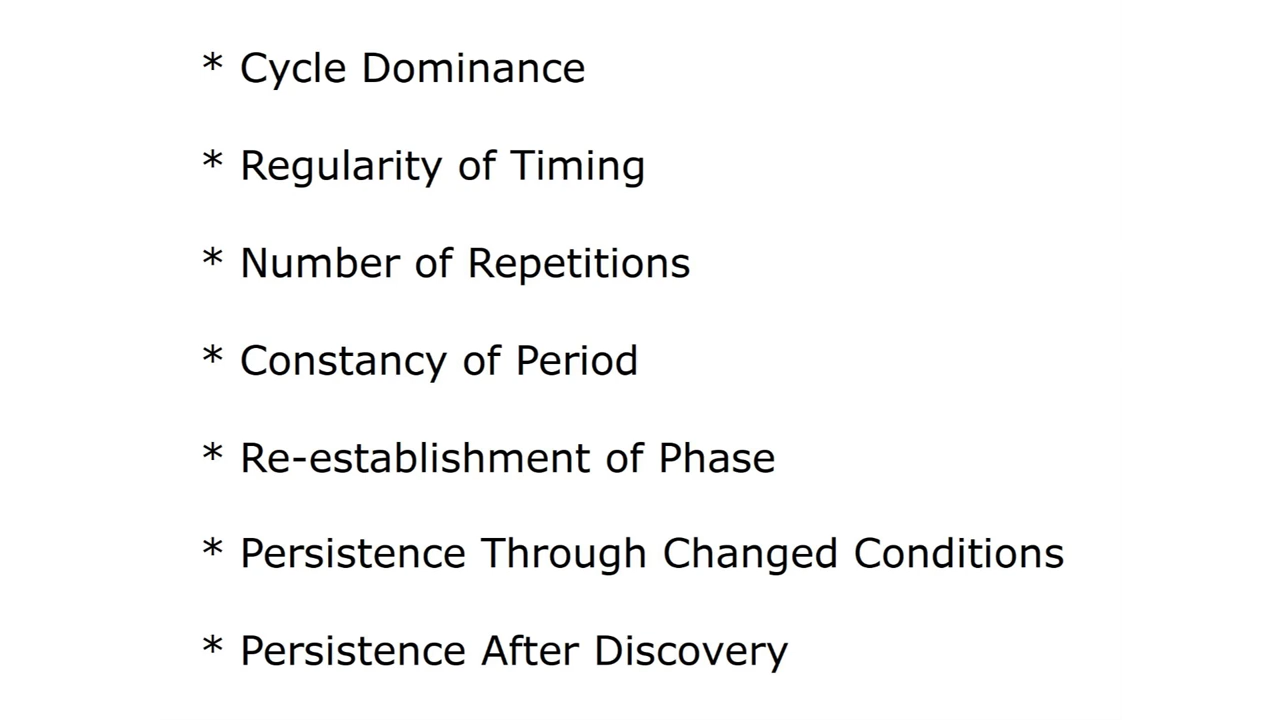 * Cycle Dominance
* Regularity of Timing
* Number of Repetitions
* Constancy of Period
* Re-establishment of Phase
* Persistence Through Changed Conditions
* Persistence After Discovery